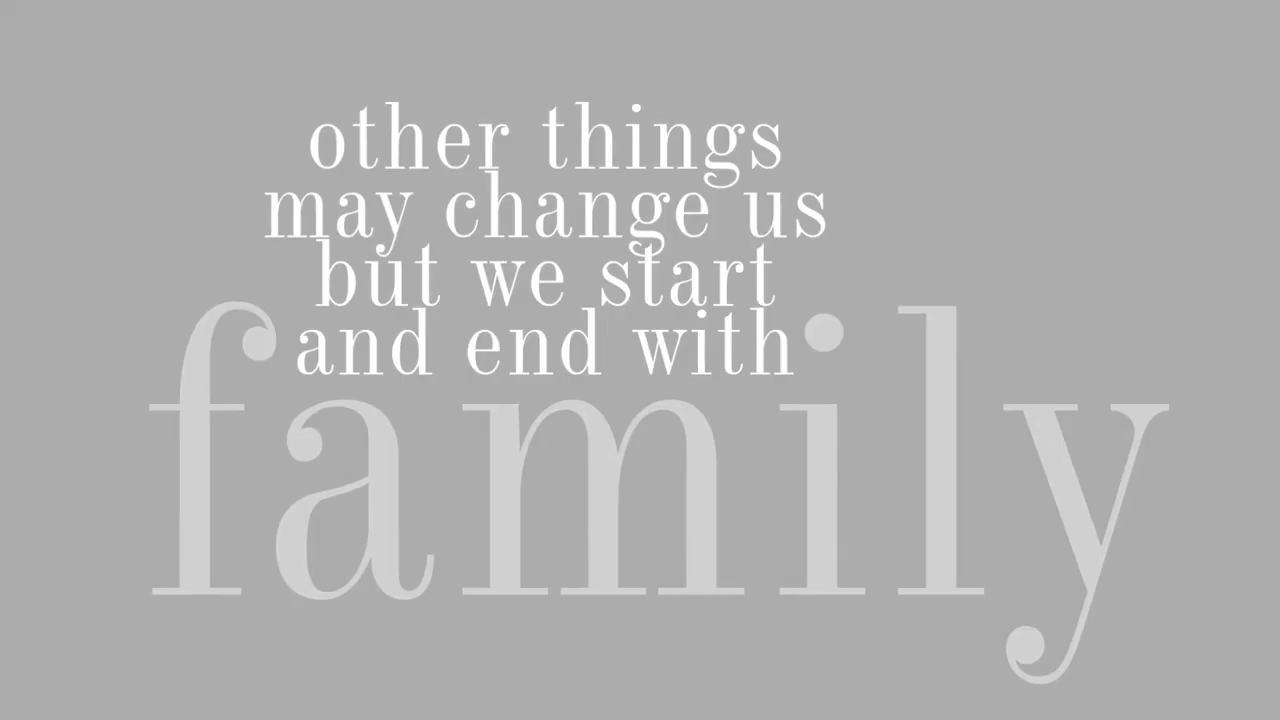 other things
may change us
but we start
and end with
family